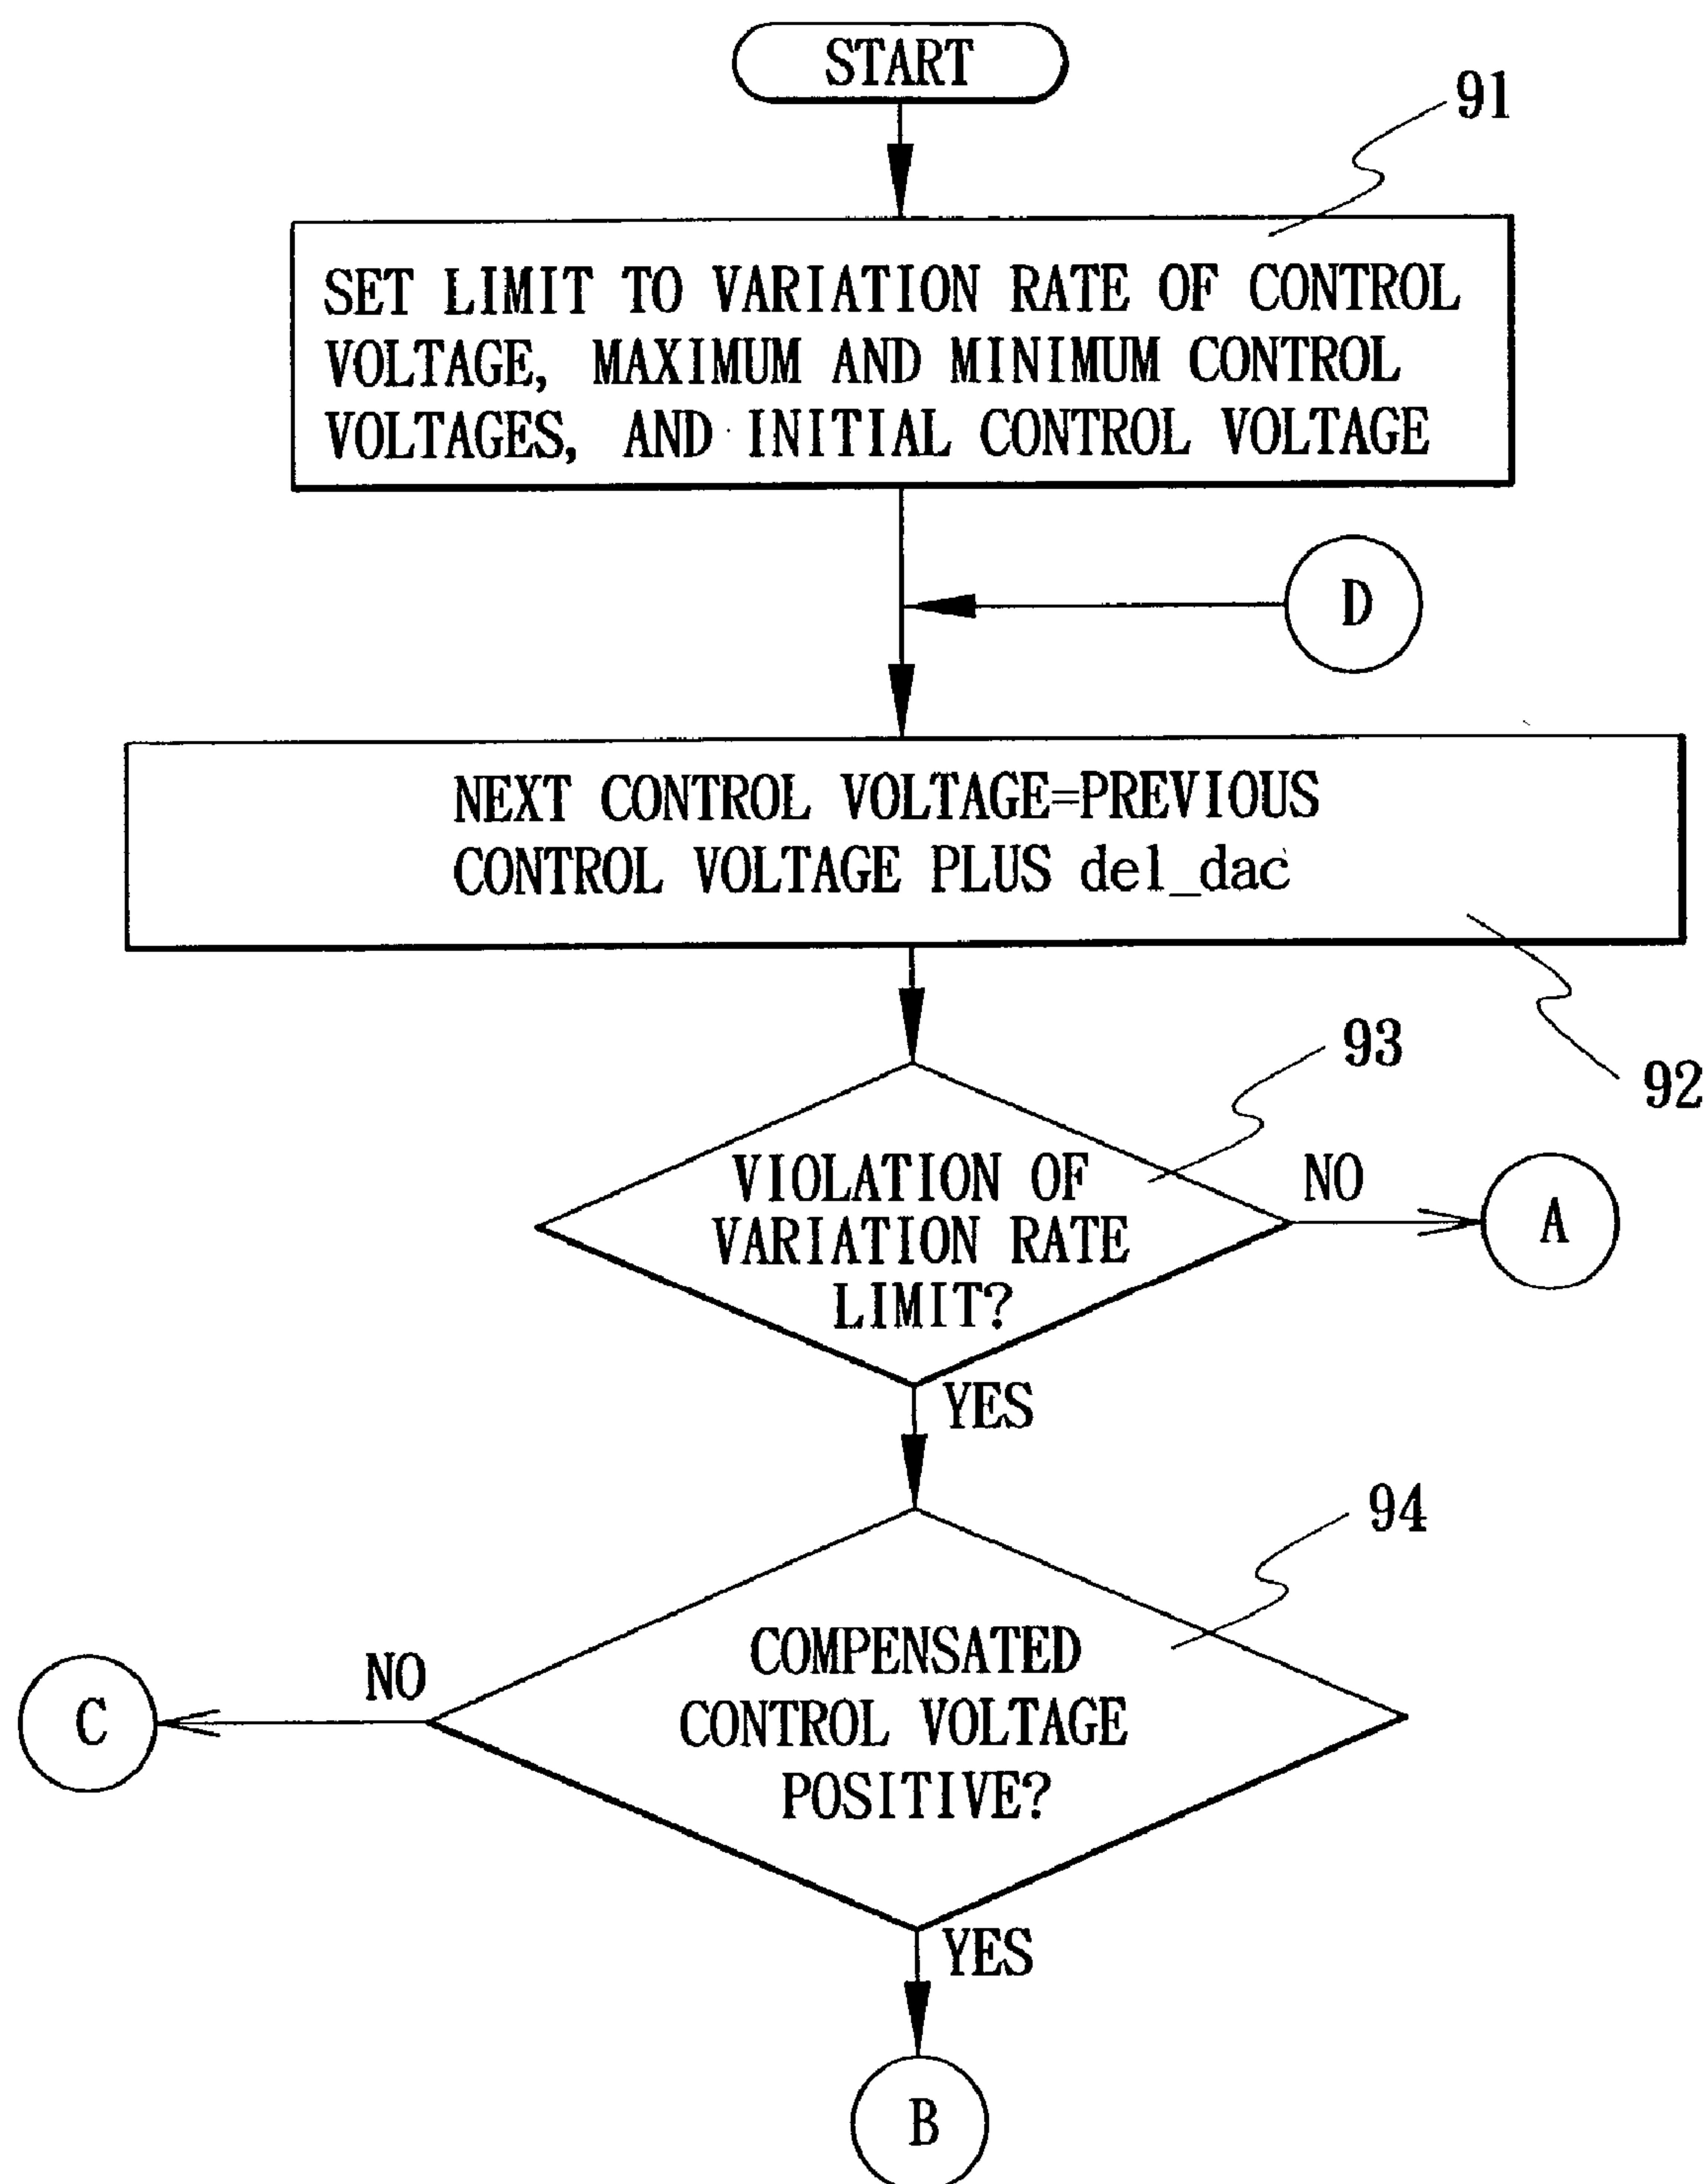 START
91
SET LIMIT TO VARIATION RATE OF CONTROL
VOLTAGE, MAXIMUM AND MINIMUM CONTROL
VOLTAGES, AND INITIAL CONTROL VOLTAGE
D
NEXT CONTROL VOLTAGE=PREVIOUS
CONTROL VOLTAGE PLUS del_dac
92
93
VIOLATION OF
VARIATION RATE
LIMIT?
NO
A
YES
94
COMPENSATED
CONTROL VOLTAGE
POSITIVE?
NO
C
YES
B